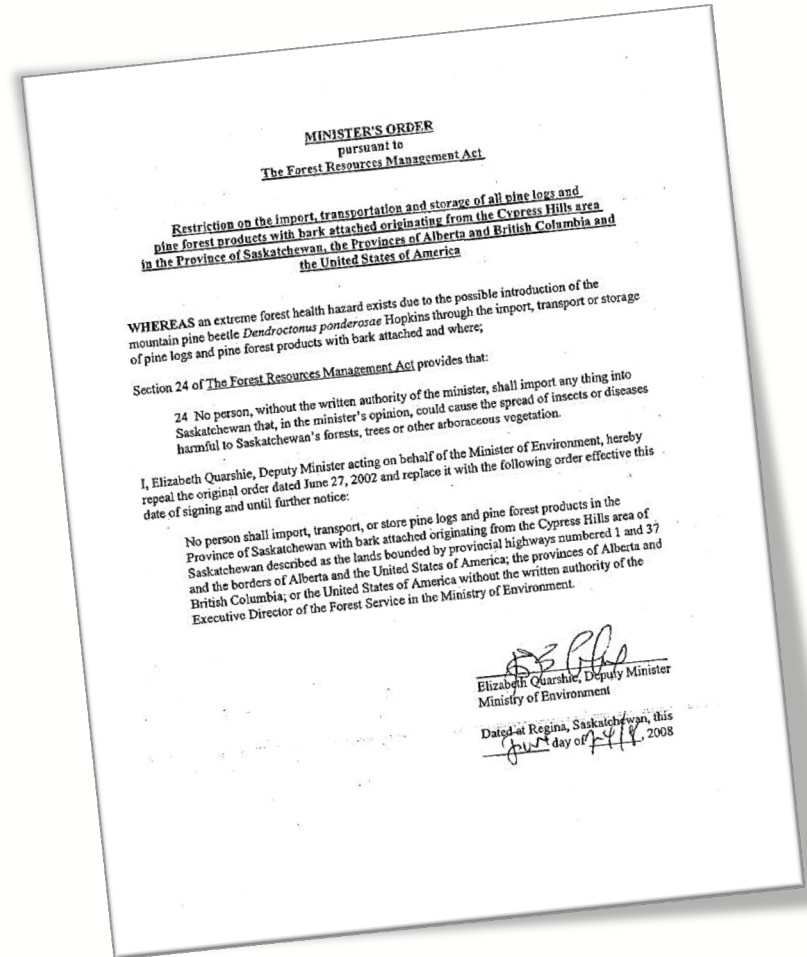 MINISTER'S ORDER
pursuant to
The Forest Resources Management Act
Restriction on the import, transportation and storage of all pine logs and
pine forest products with bark attached originating from the Cypress Hills area
in the Province of Saskatchewan, the Provinces of Alberta and British Columbia and
the United States of America
WHEREAS an extreme forest health hazard exists due to the possible introduction of the
mountain pine beetle Dendroctonus ponderosae Hopkins through the import, transport or storage
of pine logs and pine forest products with bark attached and where;
Section 24 of The Forest Resources Management Act provides that:
24 No person, without the written authority of the minister, shall import any thing into
Saskatchewan that, in the minister's opinion, could cause the spread of insects or diseases
harmful to Saskatchewan's forests, trees or other arboraceous vegetation.
I, Elizabeth Quarshie, Deputy Minister acting on behalf of the Minister of Environment, hereby
repeal the original order dated June 27, 2002 and replace it with the following order effective this
date of signing and until further notice:
No person shall import, transport, or store pine logs and pine forest products in the
Province of Saskatchewan with bark attached originating from the Cypress Hills area of
Saskatchewan described as the lands bounded by provincial highways numbered 1 and 37
and the borders of Alberta and the United States of America; the provinces of Alberta and
British Columbia; or the United States of America without the written authority of the
Executive Director of the Forest Service in the Ministry of Environment.
Elizabeth Quarshie, Deputy Minister
Ministry of Environment
Dated at Regina, Saskatchewan, this
day of , 2008